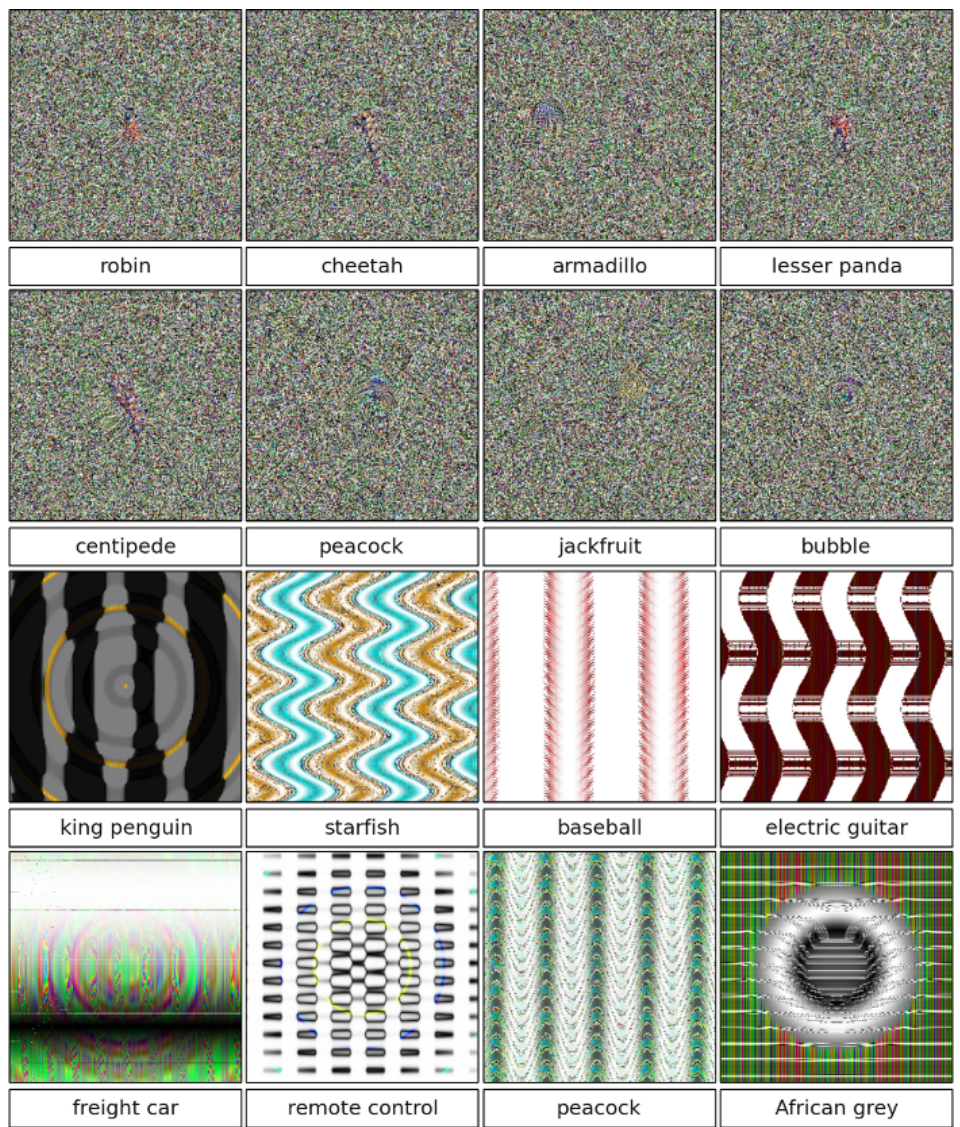 robin
cheetah
armadillo
lesser panda
centipede
peacock
jackfruit
bubble
king penguin
starfish
baseball
electric guitar
freight car
remote control
peacock
African grey